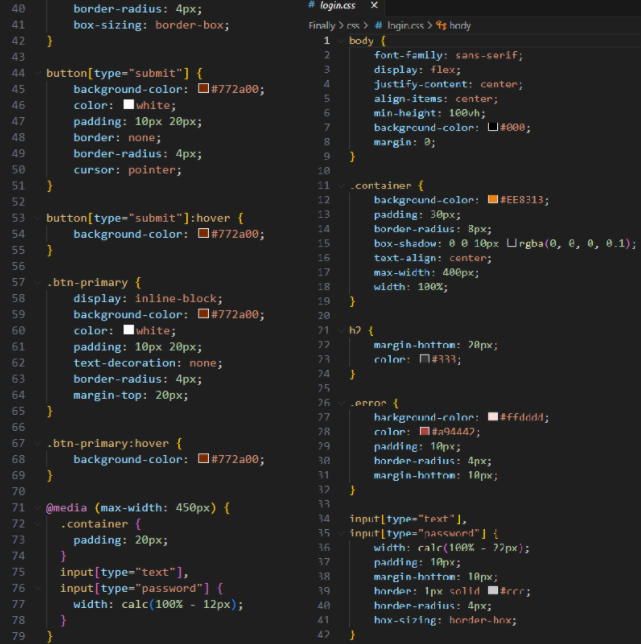 40 border-radius: 4px;
41 box-sizing: border-box;
42 }
43
44 button[type="submit"] {
45 background-color: #772a00;
46 color: white;
47 padding: 10px 20px;
48 border: none;
49 border-radius: 4px;
50 cursor: pointer;
51 }
52
53 button[type="submit"]:hover {
54 background-color: #772a00;
55 }
56
57 .btn-primary {
58 display: inline-block;
59 background-color: #772a00;
60 color: white;
61 padding: 10px 20px;
62 text-decoration: none;
63 border-radius: 4px;
64 margin-top: 20px;
65 }
66
67 .btn-primary:hover {
68 background-color: #772a00;
69 }
70
71 @media (max-width: 450px) {
72 .container {
73 padding: 20px;
74 }
75 input[type="text"],
76 input[type="password"] {
77 width: calc(100% - 12px);
78 }
79 }
# login.css ×
Finally > css > # login.css > body
1 body {
2 font-family: sans-serif;
3 display: flex;
4 justify-content: center;
5 align-items: center;
6 min-height: 100vh;
7 background-color: #000;
8 margin: 0;
9 }
10
11 .container {
12 background-color: #EE8313;
13 padding: 30px;
14 border-radius: 8px;
15 box-shadow: 0 0 10px rgba(0, 0, 0, 0.1);
16 text-align: center;
17 max-width: 400px;
18 width: 100%;
19 }
20
21 h2 {
22 margin-bottom: 20px;
23 color: #333;
24 }
25
26 .error {
27 background-color: #ffdddd;
28 color: #a94442;
29 padding: 10px;
30 border-radius: 4px;
31 margin-bottom: 10px;
32 }
33
34 input[type="text"],
35 input[type="password"] {
36 width: calc(100% - 22px);
37 padding: 10px;
38 margin-bottom: 10px;
39 border: 1px solid #ccc;
40 border-radius: 4px;
41 box-sizing: border-box;
42 }